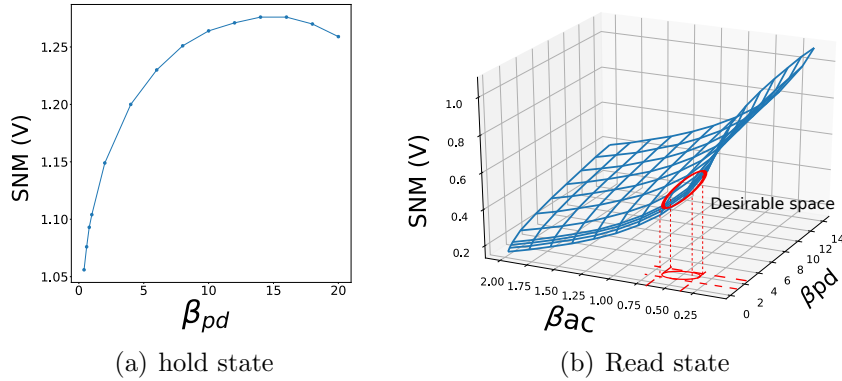 SNM (V)
1.25
1.20
1.15
1.10
1.05
0 5 10 15 20
βpd
(a) hold state
SNM (V)
1.0
0.8
0.6
0.4
0.2
Desirable space
2.00 1.75 1.50 1.25 1.00 0.75 0.50 0.25
βac
0 2 4 6 8 10 12 14
βpd
(b) Read state